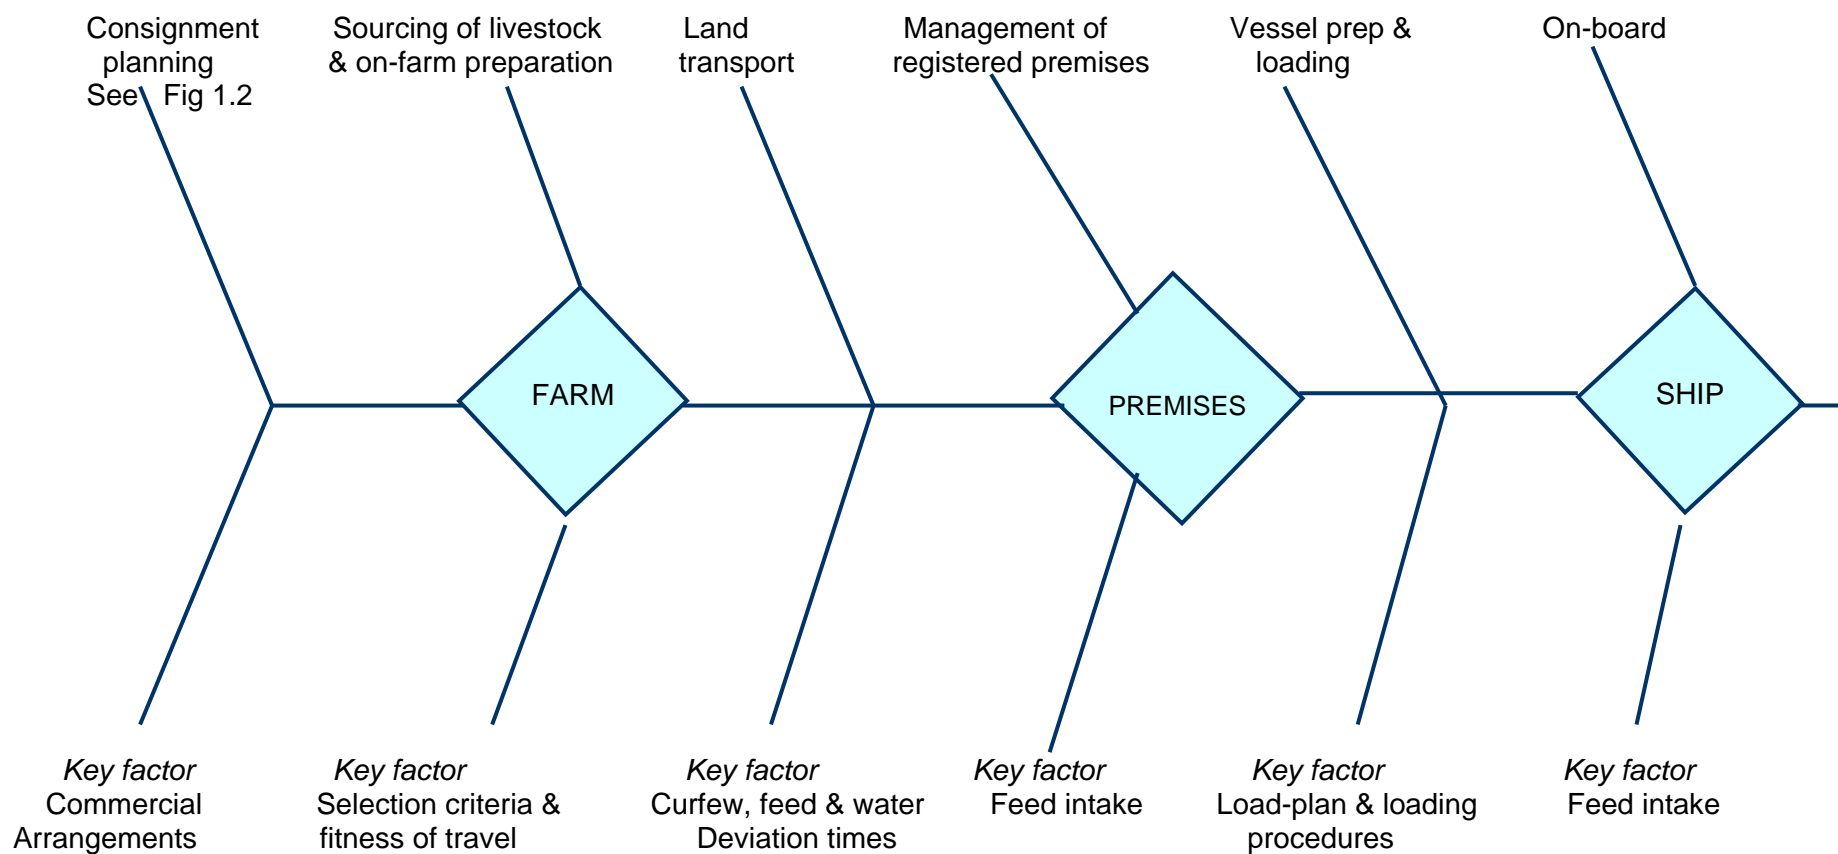 Consignment
planning
See Fig 1.2
Sourcing of livestock
& on-farm preparation
Land
transport
Management of
registered premises
Vessel prep &
loading
On-board
FARM
PREMISES
SHIP
Key factor
Commercial
Arrangements
Key factor
Selection criteria &
fitness of travel
Key factor
Curfew, feed & water
Deviation times
Key factor
Feed intake
Key factor
Load-plan & loading
procedures
Key factor
Feed intake